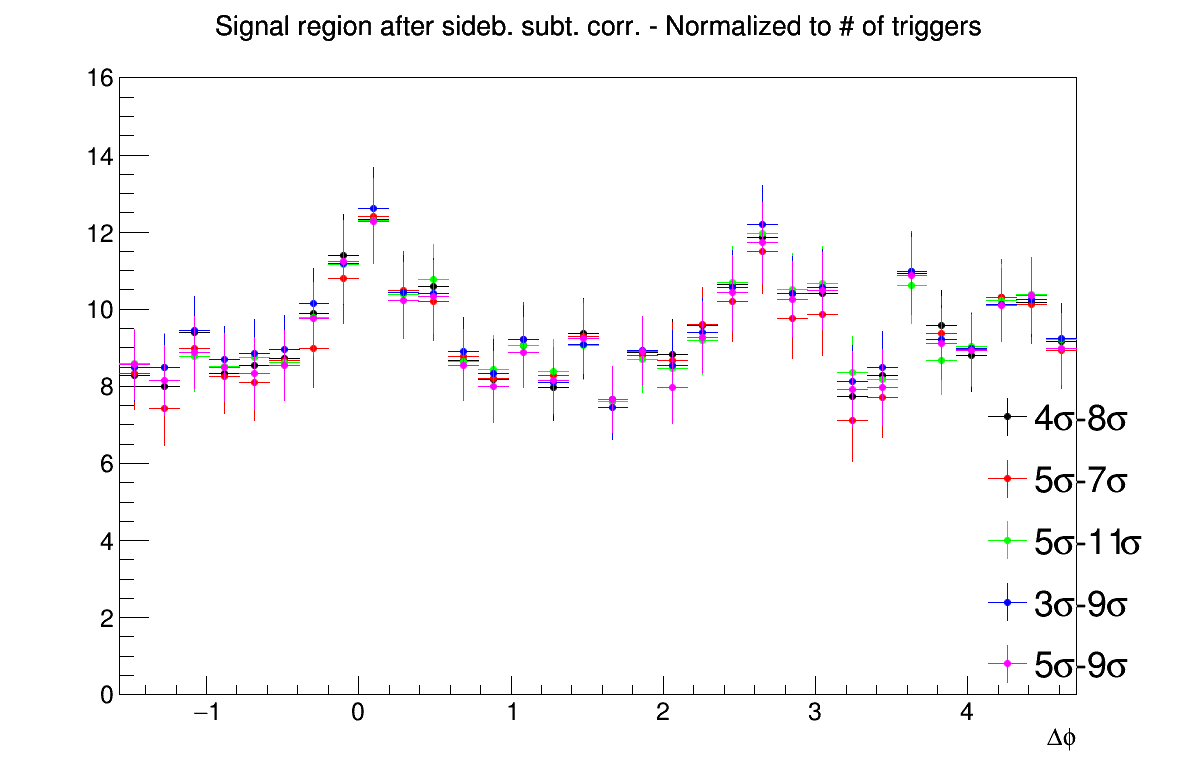 Signal region after sideb. subt. corr. - Normalized to # of triggers
16
14
12
10
8
6
4
2
0
−1 0 1 2 3 4
Δϕ
4σ-8σ
5σ-7σ
5σ-11σ
3σ-9σ
5σ-9σ